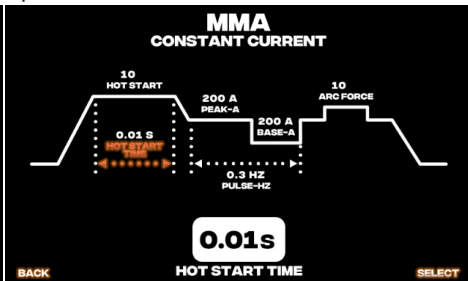 MMA
CONSTANT CURRENT
10
HOT START
200 A
PEAK-A
10
ARC FORCE
0.01 S
HOT START
TIME
200 A
BASE-A
0.3 HZ
PULSE-HZ
0.01s
BACK
HOT START TIME
SELECT